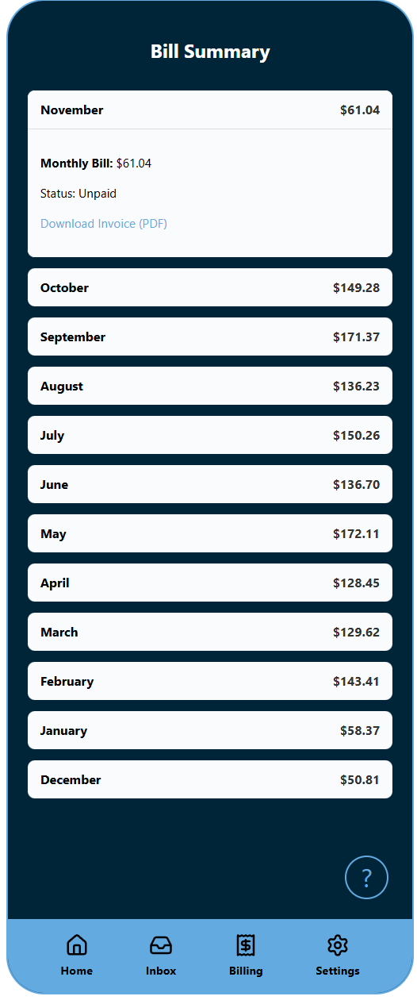 Bill Summary
November $61.04
Monthly Bill: $61.04
Status: Unpaid
Download Invoice (PDF)
October $149.28
September $171.37
August $136.23
July $150.26
June $136.70
May $172.11
April $128.45
March $129.62
February $143.41
January $58.37
December $50.81
?
Home Inbox Billing Settings